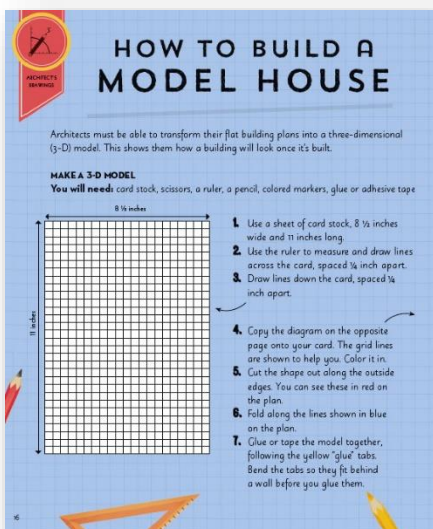 HOW TO BUILD A
MODEL HOUSE
ARCHITECT'S
DRAWINGS
Architects must be able to transform their flat building plans into a three-dimensional
(3-D) model. This shows them how a building will look once it's built.
MAKE A 3-D MODEL
You will need: card stock, scissors, a ruler, a pencil, colored markers, glue or adhesive tape
8 ½ inches
11 inches
1. Use a sheet of card stock, 8 ½ inches
wide and 11 inches long.
2. Use the ruler to measure and draw lines
across the card, spaced ¼ inch apart.
3. Draw lines down the card, spaced ¼
inch apart.
4. Copy the diagram on the opposite
page onto your card. The grid lines
are shown to help you. Color it in.
5. Cut the shape out along the outside
edges. You can see these in red on
the plan.
6. Fold along the lines shown in blue
on the plan.
7. Glue or tape the model together,
following the yellow "glue" tabs.
Bend the tabs so they fit behind
a wall before you glue them.
16